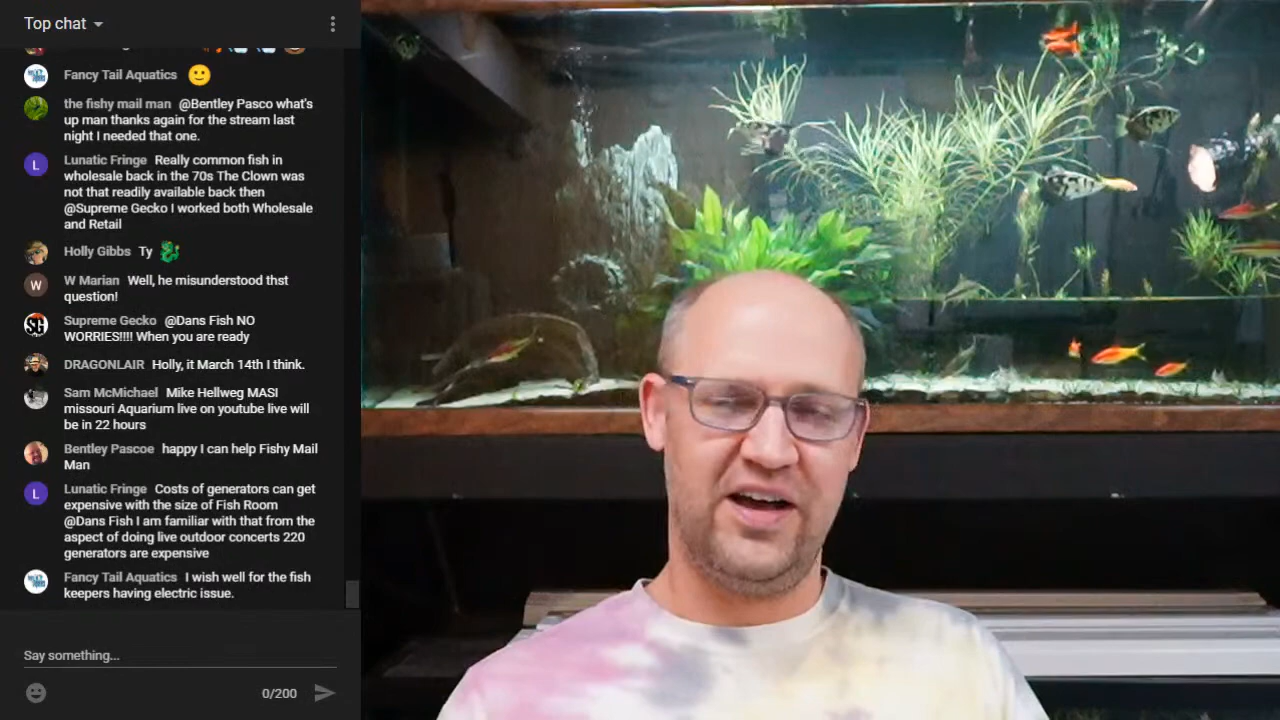 Top chat
Fancy Tail Aquatics
the fishy mail man @Bentley Pasco what's
up man thanks again for the stream last
night I needed that one.
L
Lunatic Fringe Really common fish in
wholesale back in the 70s The Clown was
not that readily available back then
@Supreme Gecko I worked both Wholesale
and Retail
Holly Gibbs Ty
W
W Marian Well, he misunderstood thst
question!
SG
Supreme Gecko @Dans Fish NO
WORRIES!!!! When you are ready
DRAGONLAIR Holly, it March 14th I think.
Sam McMichael Mike Hellweg MASI
missouri Aquarium live on youtube live will
be in 22 hours
Bentley Pascoe happy I can help Fishy Mail
Man
L
Lunatic Fringe Costs of generators can get
expensive with the size of Fish Room
@Dans Fish I am familiar with that from the
aspect of doing live outdoor concerts 220
generators are expensive
Fancy Tail Aquatics I wish well for the fish
keepers having electric issue.
Say something...
0/200